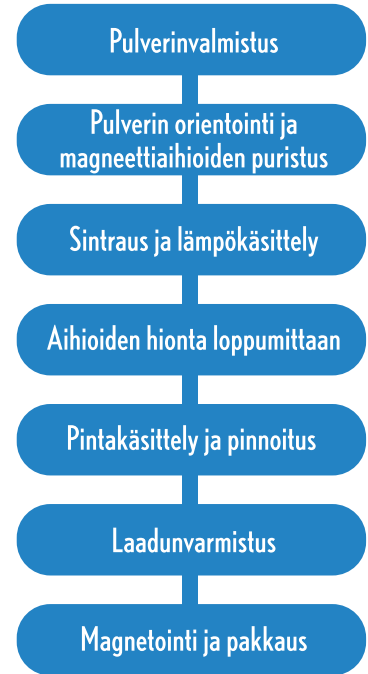 Pulverinvalmistus
Pulverin orientointi ja
magneettiaihioiden puristus
Sintraus ja lämpökäsittely
Aihioiden hionta loppumittaan
Pintakäsittely ja pinnoitus
Laadunvarmistus
Magnetointi ja pakkaus